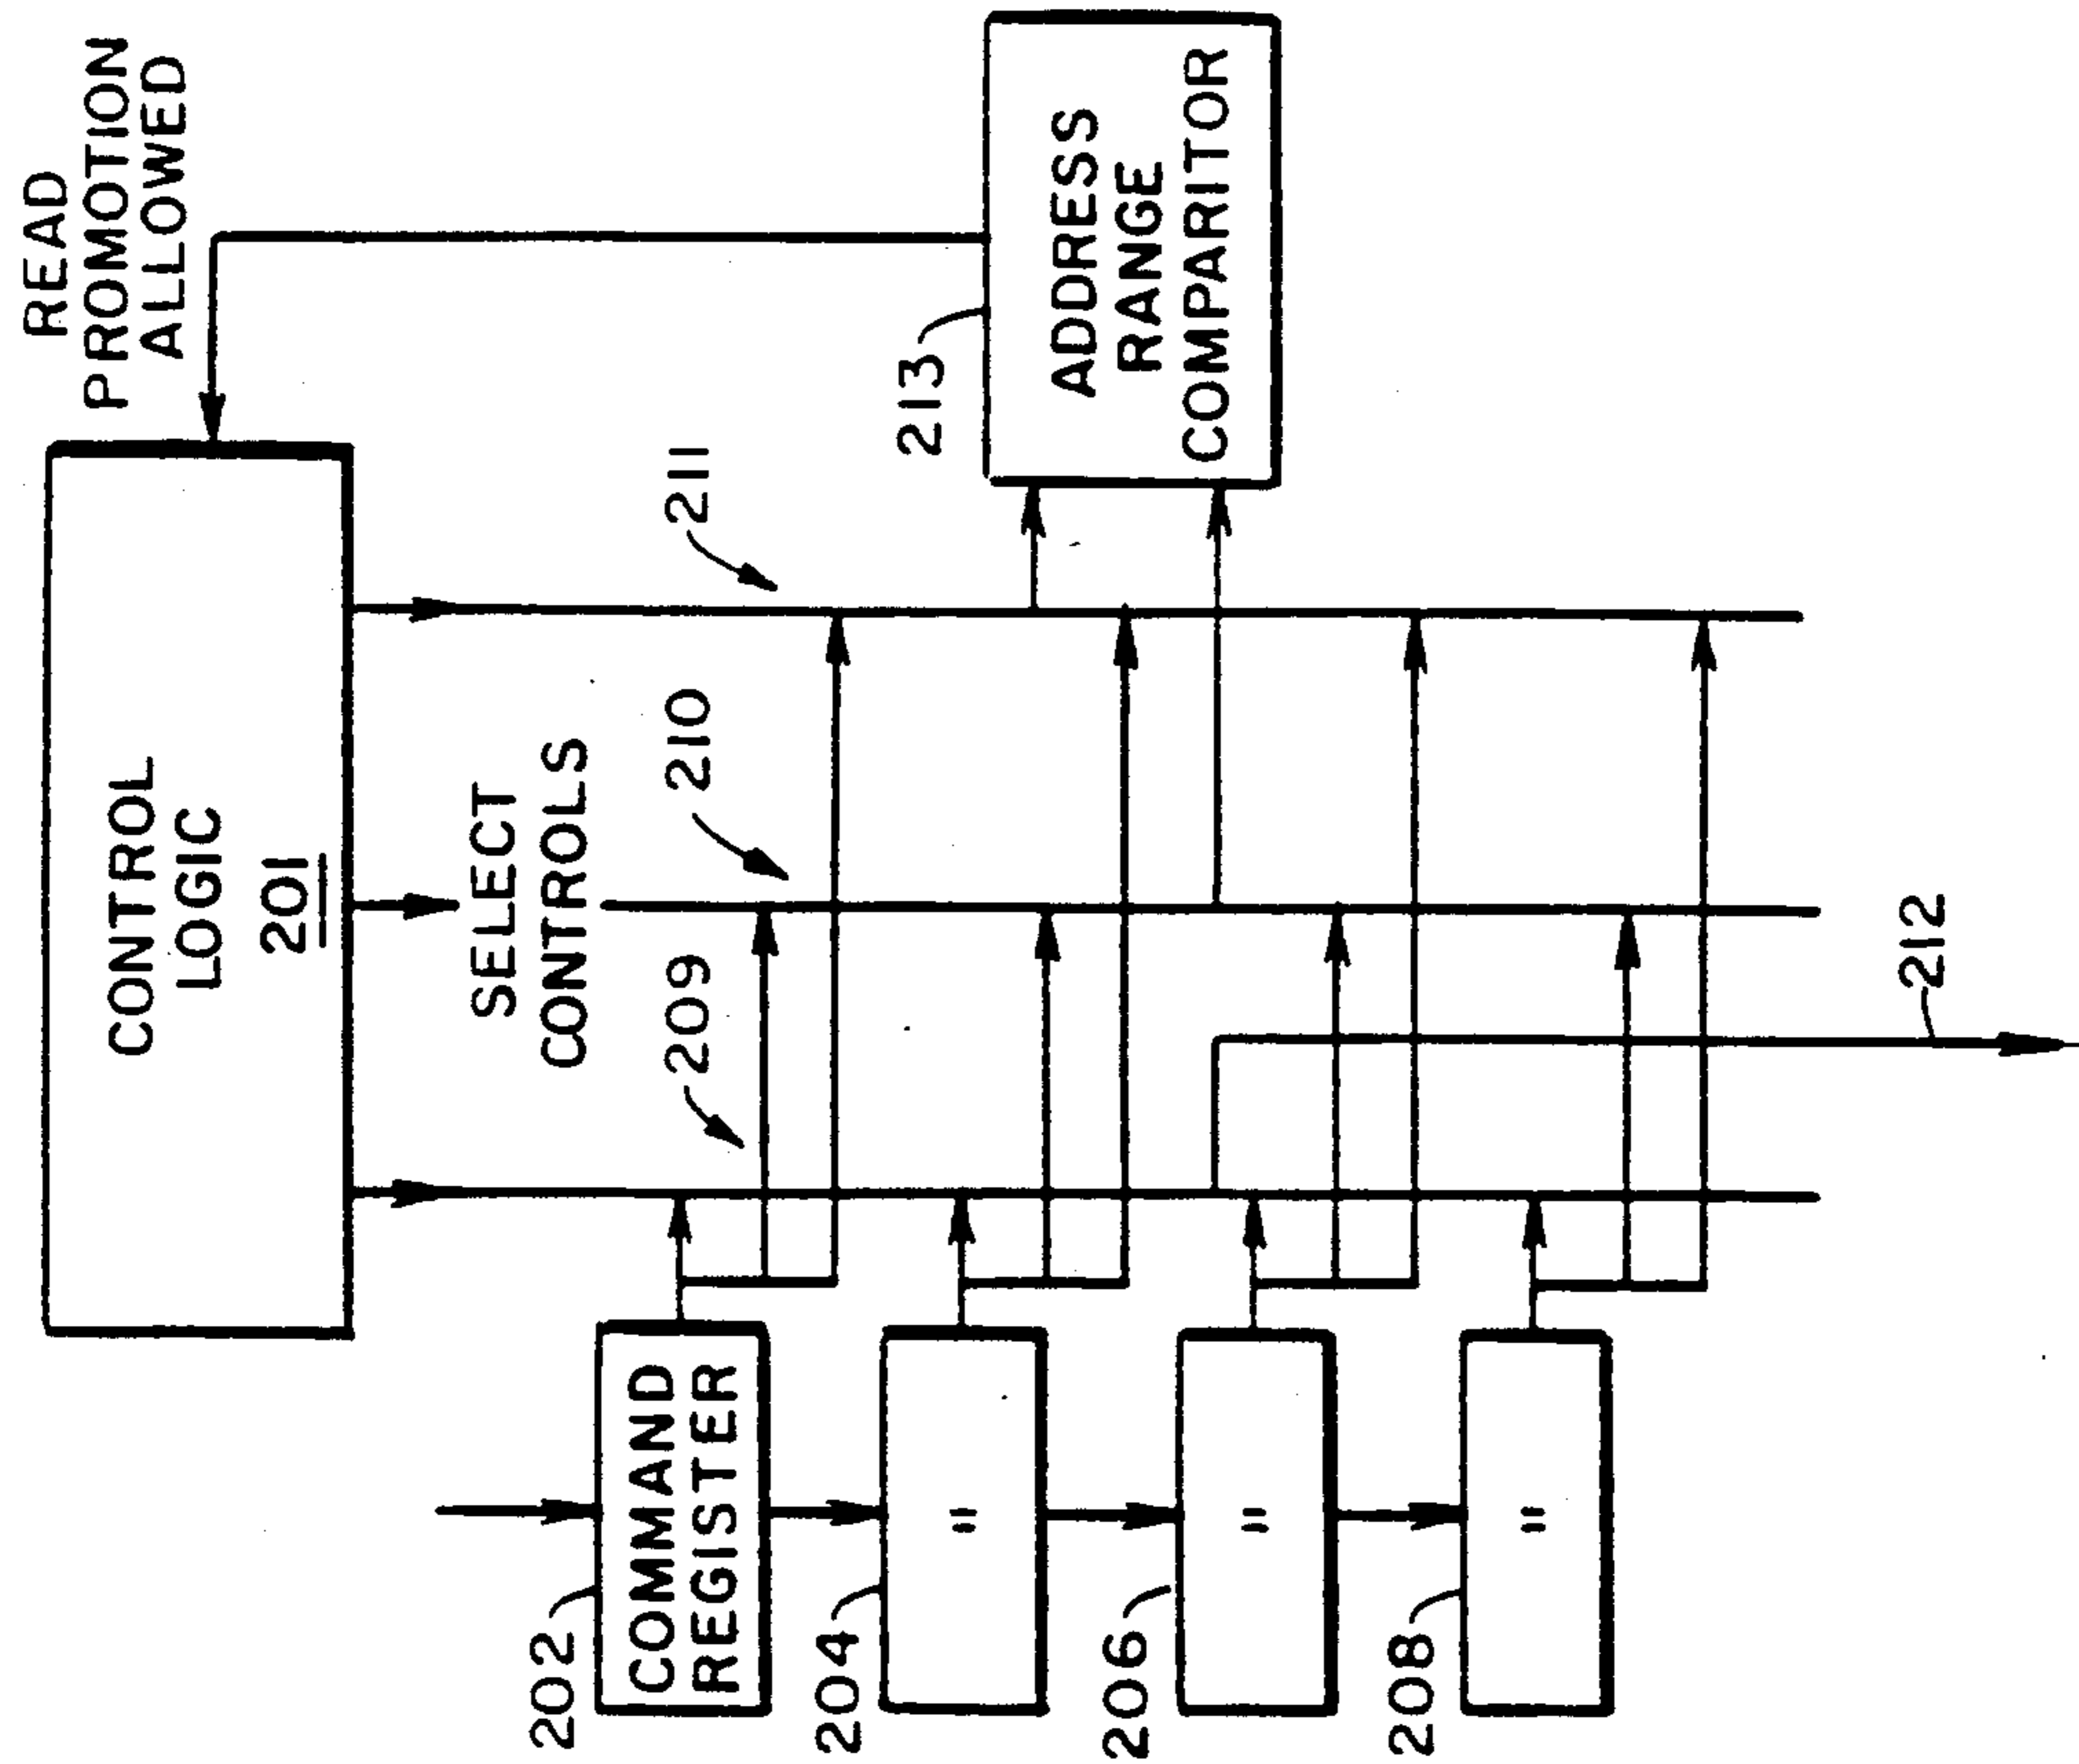 READ
PROMOTION
ALLOWED
CONTROL
LOGIC
201
SELECT
CONTROLS
209
210
211
213
ADDRESS
RANGE
COMPARITOR
202
COMMAND
REGISTER
204
"
206
"
208
"
212